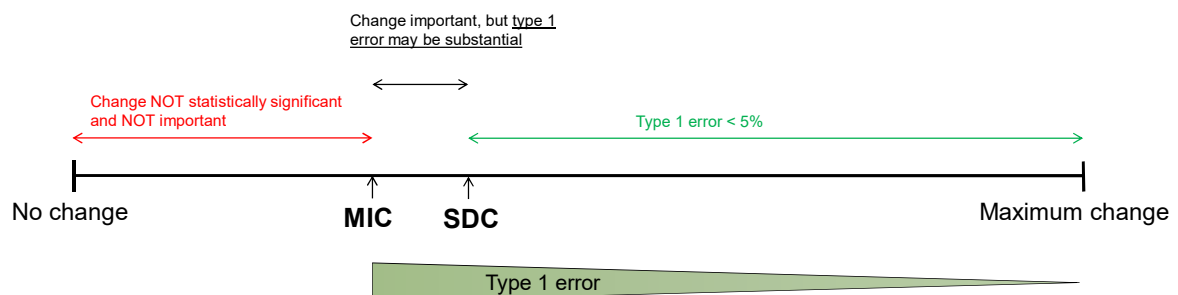 Change important, but type 1
error may be substantial
Change NOT statistically significant
and NOT important
Type 1 error < 5%
No change
MIC
SDC
Maximum change
Type 1 error